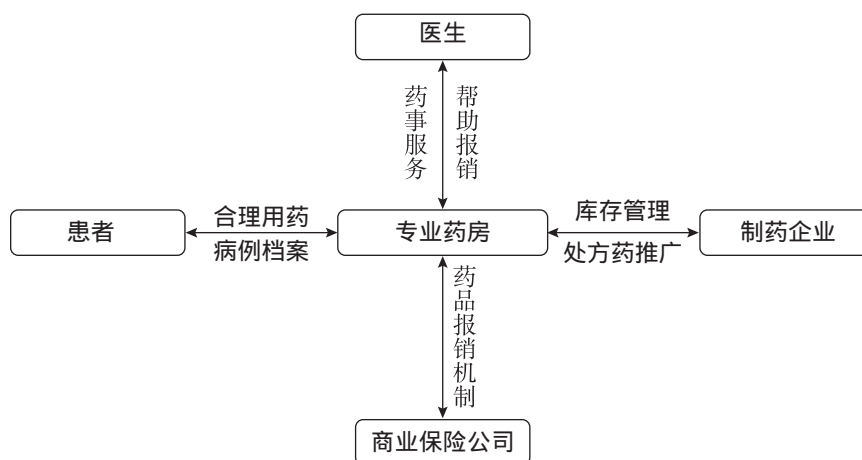 医生
药事服务
帮助报销
患者
合理用药
病例档案
专业药房
库存管理
处方药推广
制药企业
药品报销机制
商业保险公司